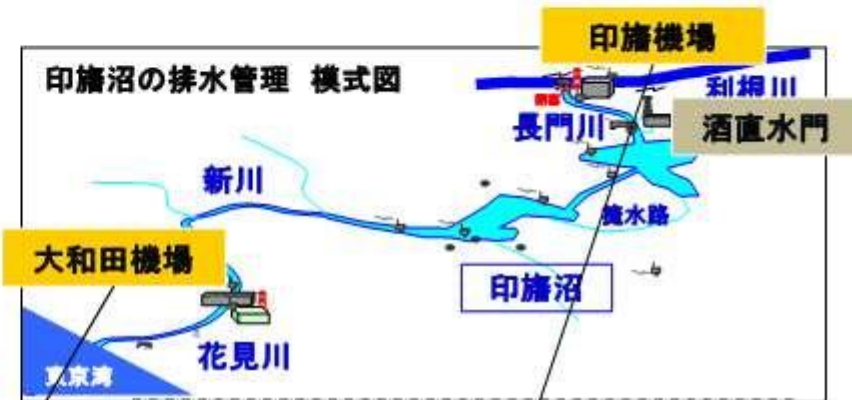 印旛機場
印旛沼の排水管理 模式図
利根川
長門川
酒直水門
新川
捷水路
大和田機場
印旛沼
花見川
東京湾